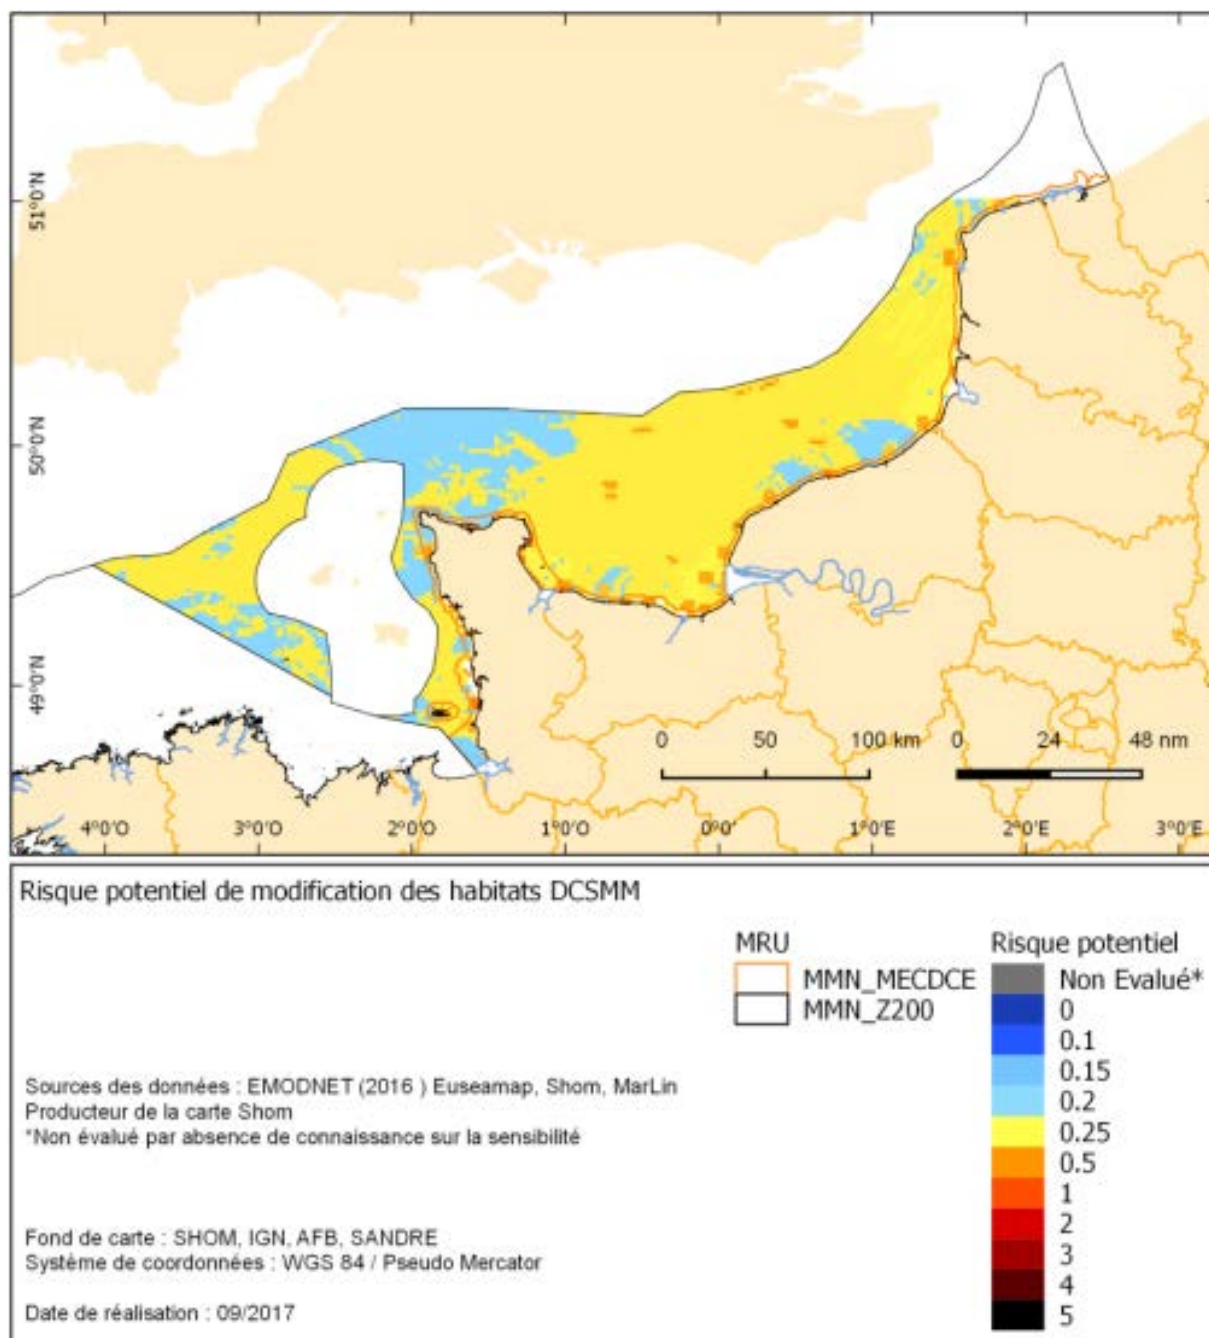 51°0'N
50°0'N
49°0'N
0 50 100 km 0 24 48 nm
4°0'O 3°0'O 2°0'O 1°0'O 0°0'E 1°0'E 2°0'E 3°0'E
Risque potentiel de modification des habitats DCSMM
MRU
MMN_MECDCE
MMN_Z200
Risque potentiel
Non Evalué*
0
0.1
0.15
0.2
0.25
0.5
1
2
3
4
5
Sources des données : EMODNET (2016 ) Euseamap, Shom, MarLin
Producteur de la carte Shom
*Non évalué par absence de connaissance sur la sensibilité
Fond de carte : SHOM, IGN, AFB, SANDRE
Système de coordonnées : WGS 84 / Pseudo Mercator
Date de réalisation : 09/2017